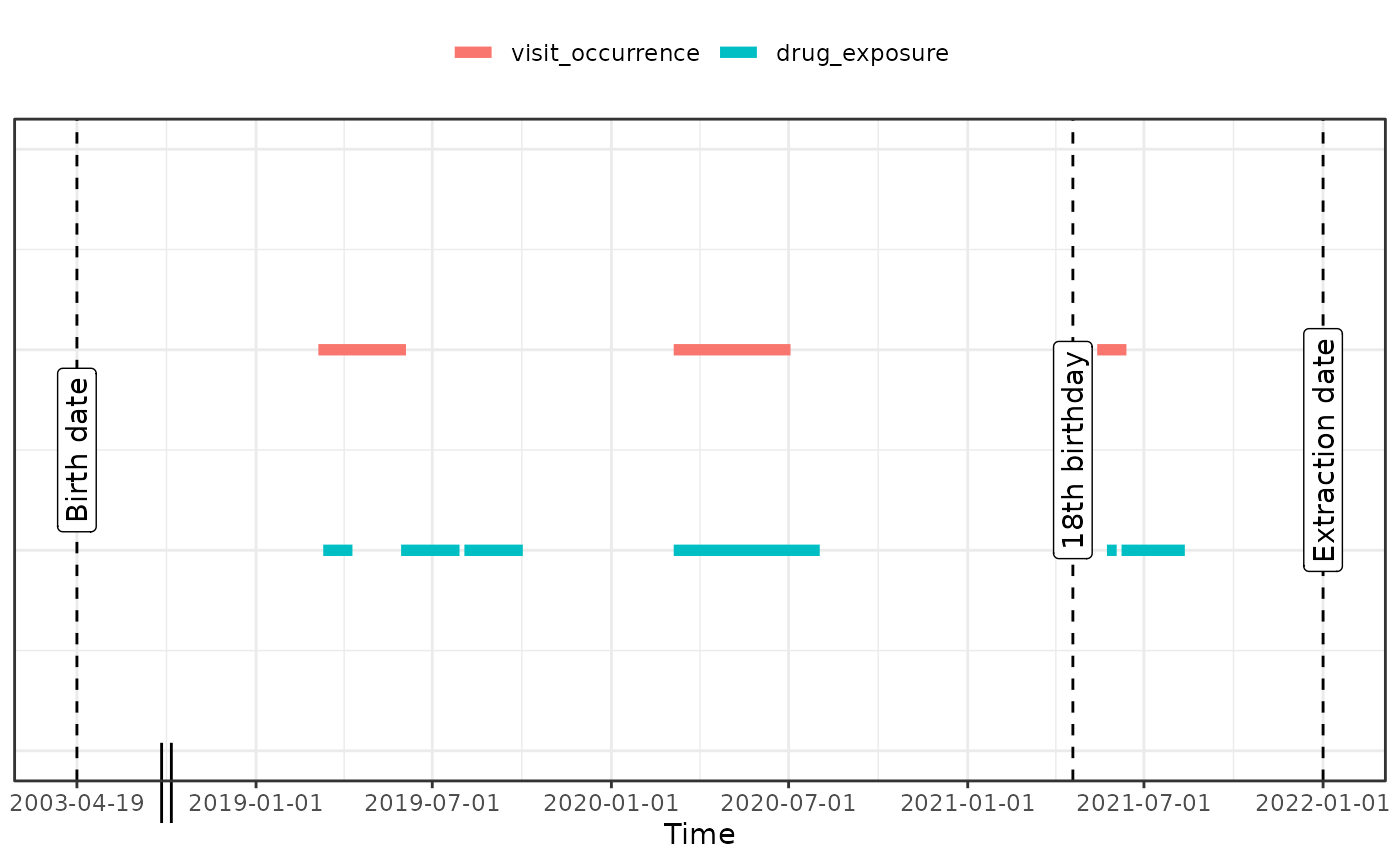 visit_occurrence drug_exposure
Birth date
18th birthday
Extraction date
2003-04-19 2019-01-01 2019-07-01 2020-01-01 2020-07-01 2021-01-01 2021-07-01 2022-01-01
Time